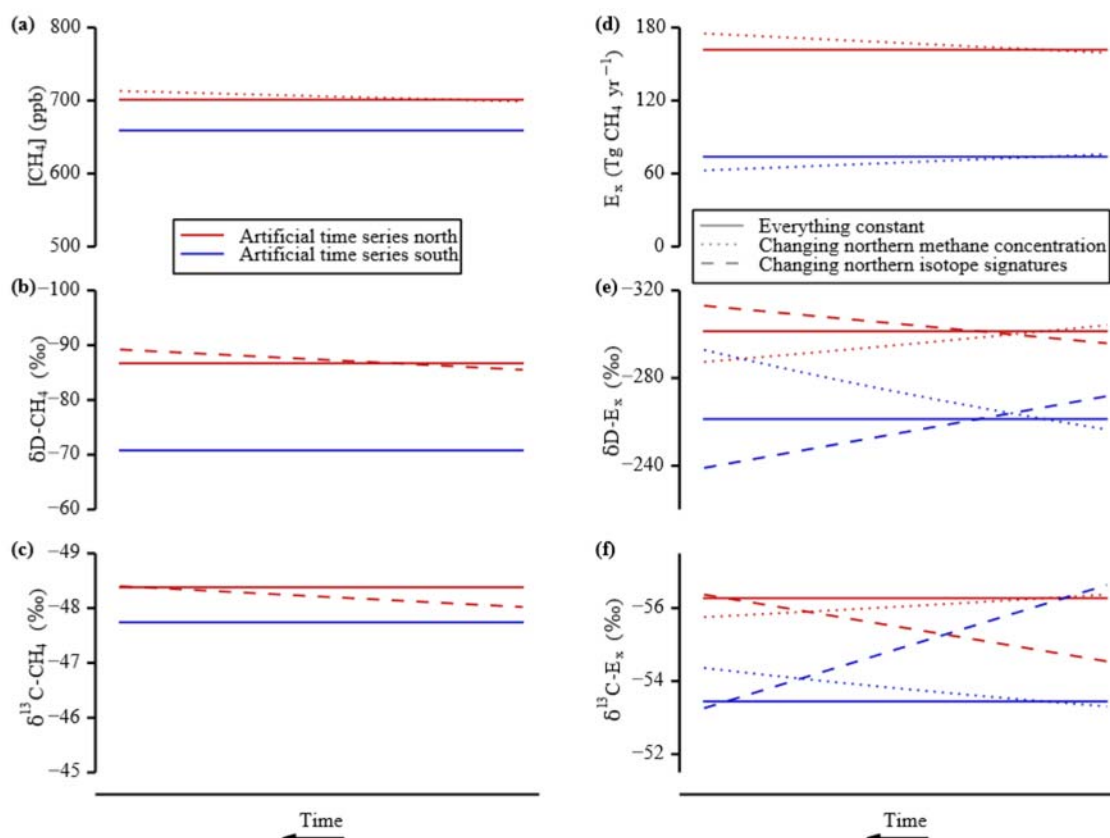 (a)
800
700
600
500
[CH₄] (ppb)
Artificial time series north
Artificial time series south
(b)
−100
−90
−80
−70
−60
δD-CH₄ (‰)
(c)
−49
−48
−47
−46
−45
δ¹³C-CH₄ (‰)
Time
(d)
180
120
60
0
Eₓ (Tg CH₄ yr⁻¹)
Everything constant
Changing northern methane concentration
Changing northern isotope signatures
(e)
−320
−280
−240
δD-Eₓ (‰)
(f)
−56
−54
−52
δ¹³C-Eₓ (‰)
Time